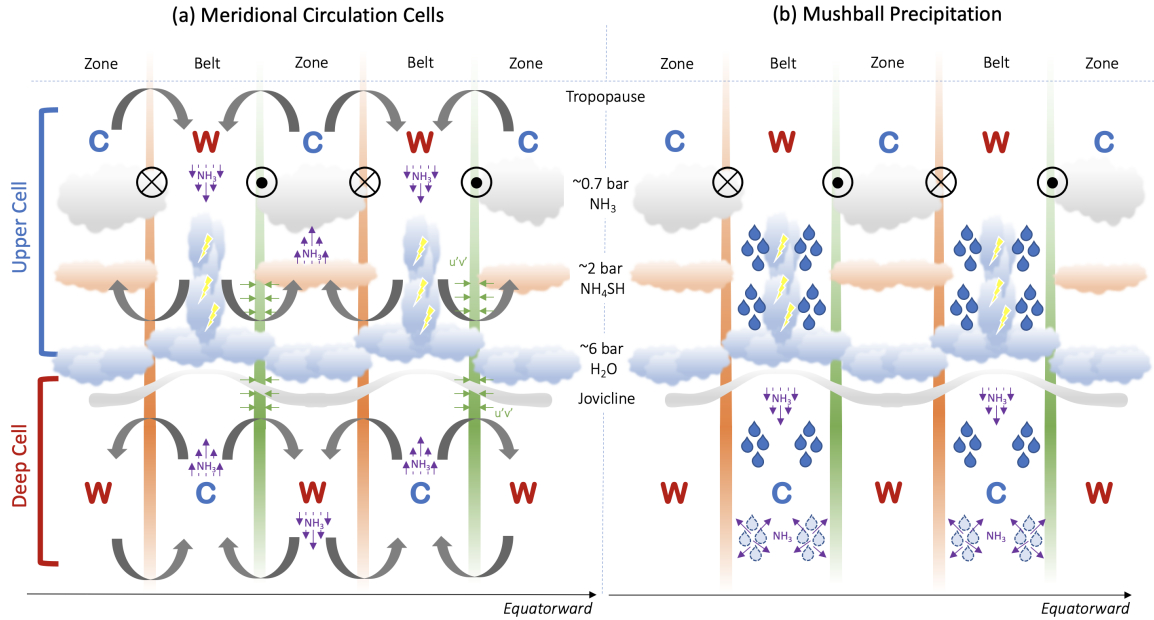 (a) Meridional Circulation Cells
(b) Mushball Precipitation
Zone Belt Zone Belt Zone
Zone Belt Zone Belt Zone
Tropopause
C W C W C
C W C W C
NH₃ NH₃
~0.7 bar
NH₃
Upper Cell
NH₃
u'v'
~2 bar
NH₄SH
~6 bar
H₂O
Jovicline
u'v'
NH₃ NH₃
Deep Cell
NH₃ NH₃
W C W C W
W C W C W
NH₃
NH₃ NH₃
Equatorward
Equatorward